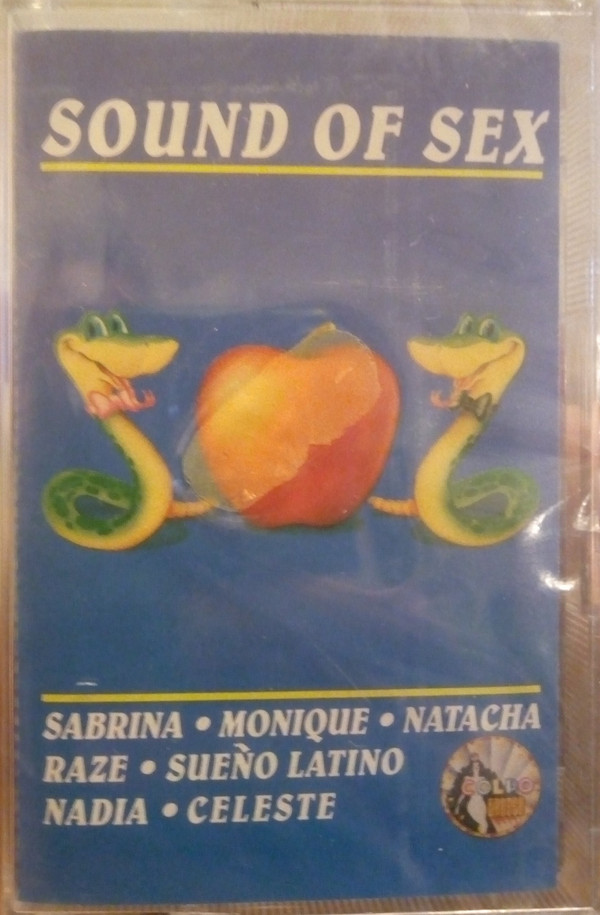 SOUND OF SEX
SABRINA • MONIQUE • NATACHA
RAZE • SUEÑO LATINO
NADIA • CELESTE